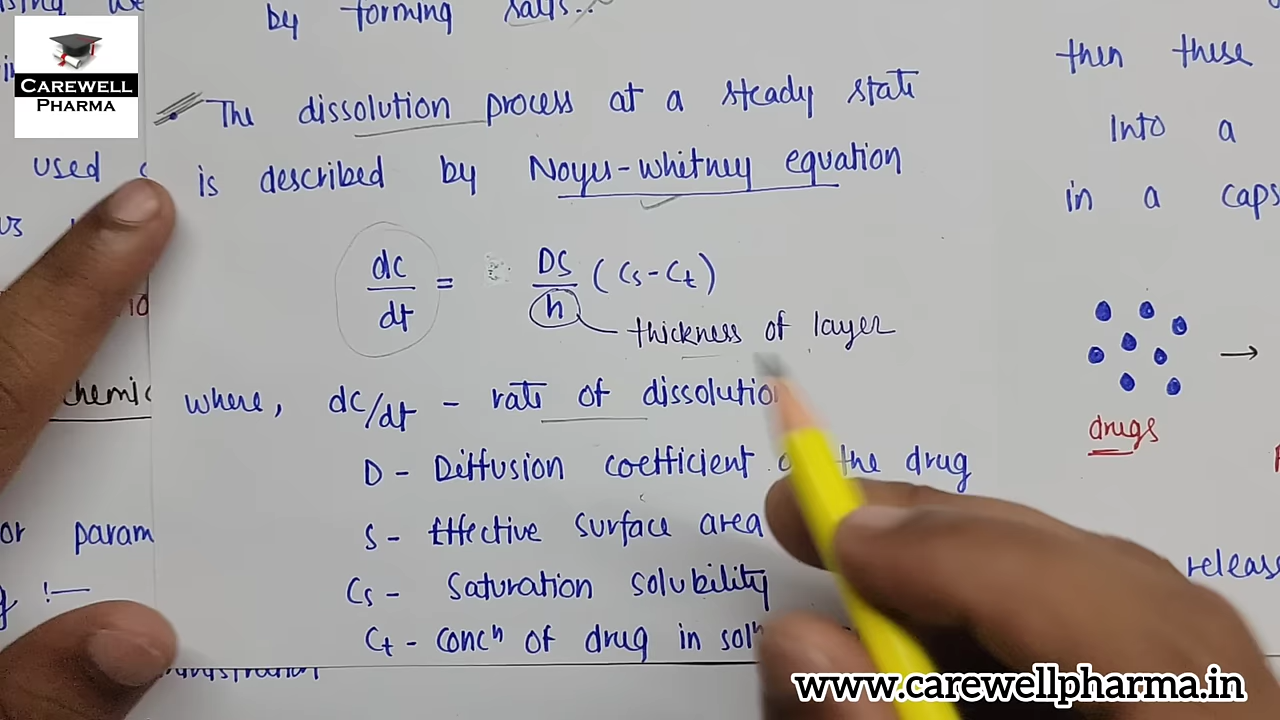 CAREWELL
PHARMA
by forming salts..
The dissolution process at a steady state
is described by Noyes-whitney equation
dc/dt = DS/h (Cs-Ct)
thickness of layer
where, dc/dt - rate of dissolution
D - Diffusion coefficient the drug
S - Effective surface area
Cs - Saturation solubility
Ct - Concⁿ of drug in solⁿ
used
or param
then these
Into a
in a caps
→
drugs
release
www.carewellpharma.in